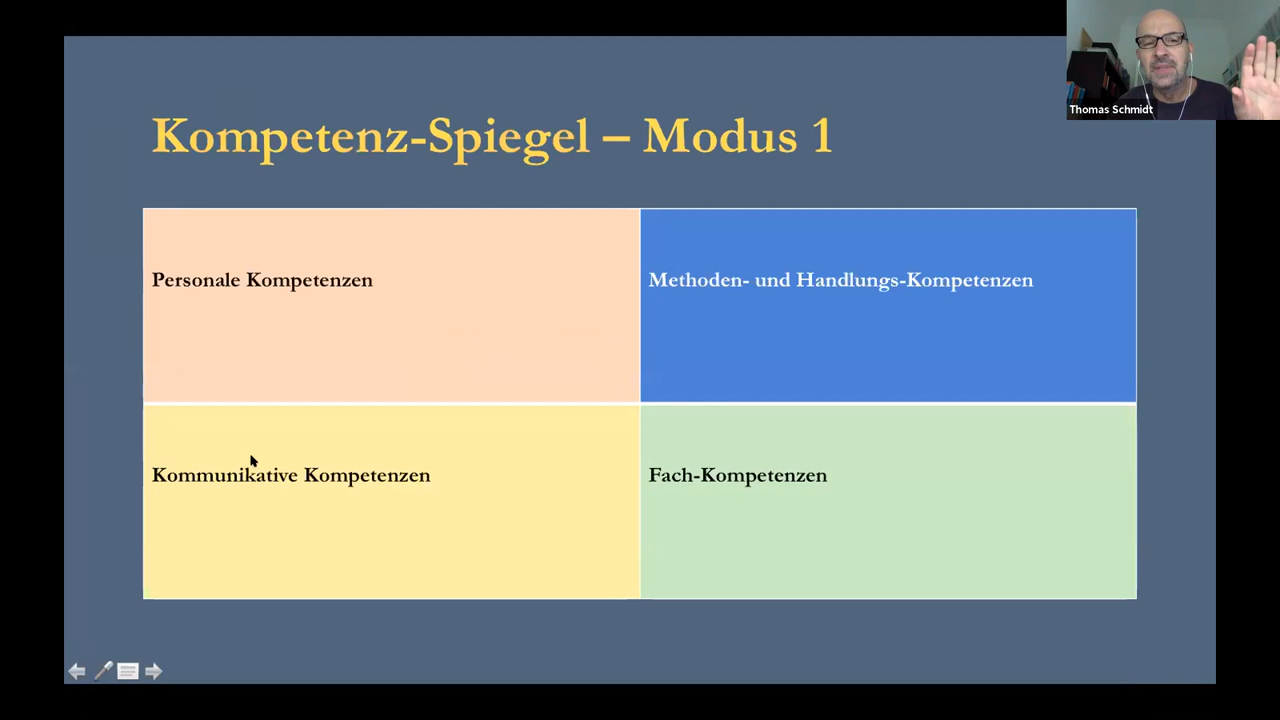 Thomas Schmidt
Kompetenz-Spiegel – Modus 1
Personale Kompetenzen
Methoden- und Handlungs-Kompetenzen
Kommunikative Kompetenzen
Fach-Kompetenzen